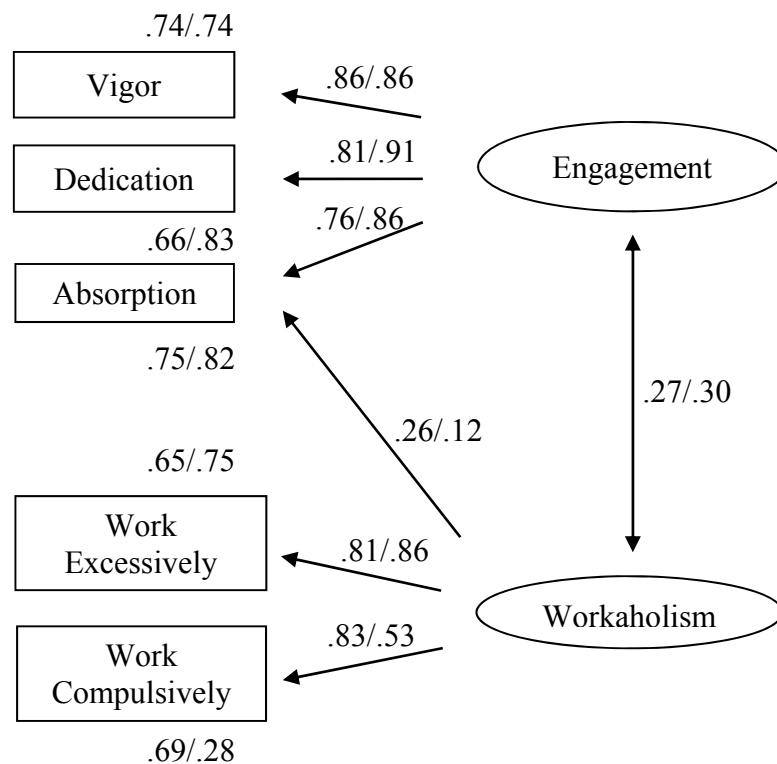 .74/.74
Vigor
.86/.86
Dedication
.81/.91
Engagement
.66/.83
.76/.86
Absorption
.75/.82
.27/.30
.26/.12
.65/.75
Work
Excessively
.81/.86
Workaholism
Work
Compulsively
.83/.53
.69/.28